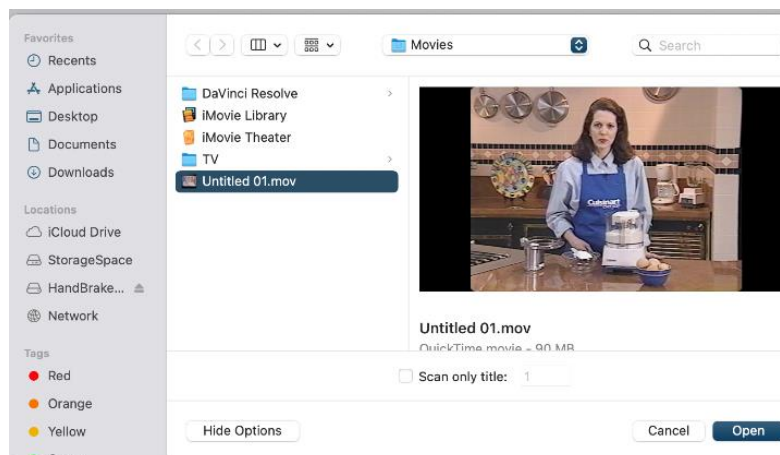 Favorites
Recents
Applications
Desktop
Documents
Downloads
Locations
iCloud Drive
StorageSpace
HandBrake...
Network
Tags
Red
Orange
Yellow
Movies
Search
DaVinci Resolve
iMovie Library
iMovie Theater
TV
Untitled 01.mov
Cuisinart
Untitled 01.mov
QuickTime movie - 90 MB
Scan only title: 1
Hide Options
Cancel
Open